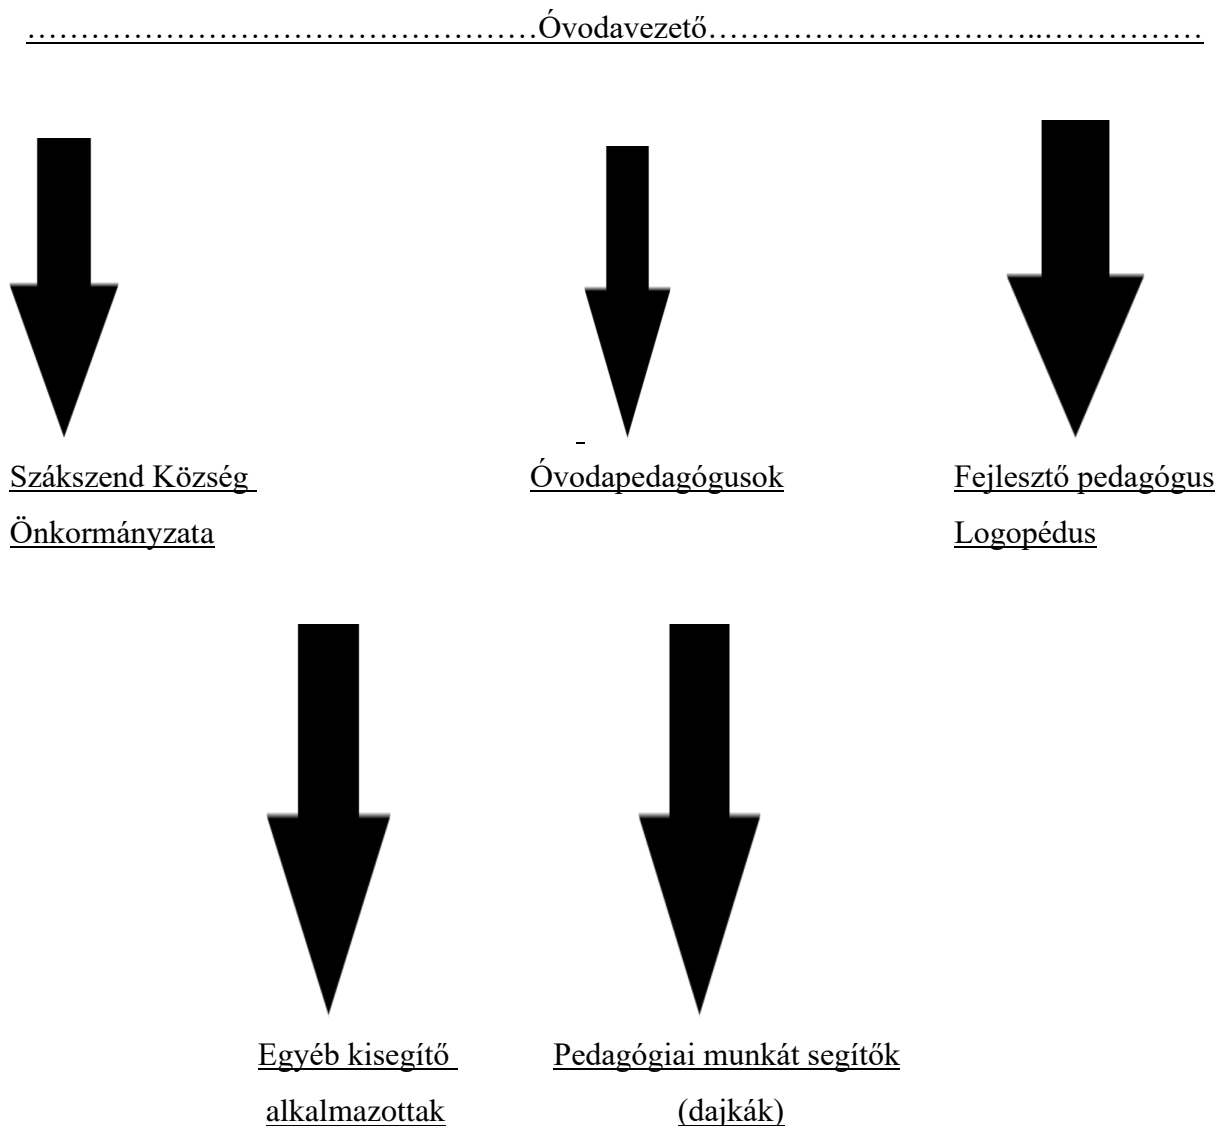 …………………………………………Óvodavezető…………………………..……………
Szákszend Község Óvodapedagógusok Fejlesztő pedagógus
Önkormányzata Logopédus
Egyéb kisegítő Pedagógiai munkát segítők
alkalmazottak (dajkák)